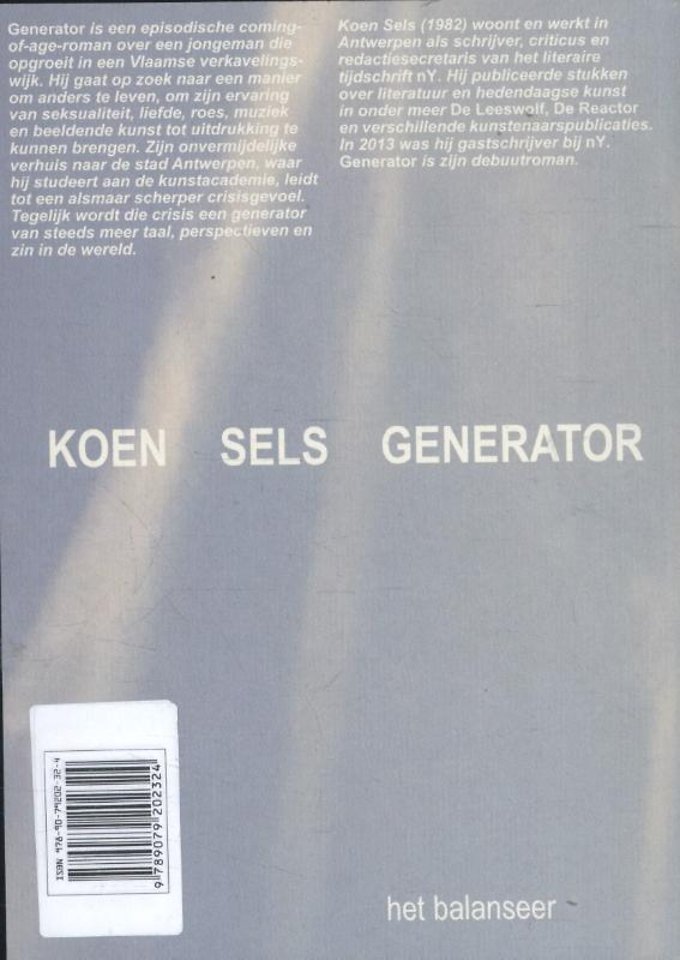 Generator is een episodische coming-
of-age-roman over een jongeman die
opgroeit in een Vlaamse verkavelings-
wijk. Hij gaat op zoek naar een manier
om anders te leven, om zijn ervaring
van seksualiteit, liefde, roes, muziek
en beeldende kunst tot uitdrukking te
kunnen brengen. Zijn onvermijdelijke
verhuis naar de stad Antwerpen, waar
hij studeert aan de kunstacademie, leidt
tot een alsmaar scherper crisisgevoel.
Tegelijk wordt die crisis een generator
van steeds meer taal, perspectieven en
zin in de wereld.
Koen Sels (1982) woont en werkt in
Antwerpen als schrijver, criticus en
redactiesecretaris van het literaire
tijdschrift nY. Hij publiceerde stukken
over literatuur en hedendaagse kunst
in onder meer De Leeswolf, De Reactor
en verschillende kunstenaarspublicaties.
In 2013 was hij gastschrijver bij nY.
Generator is zijn debuutroman.
KOEN SELS GENERATOR
ISBN 978-90-79202-32-4
9 789079 202324
het balanseer